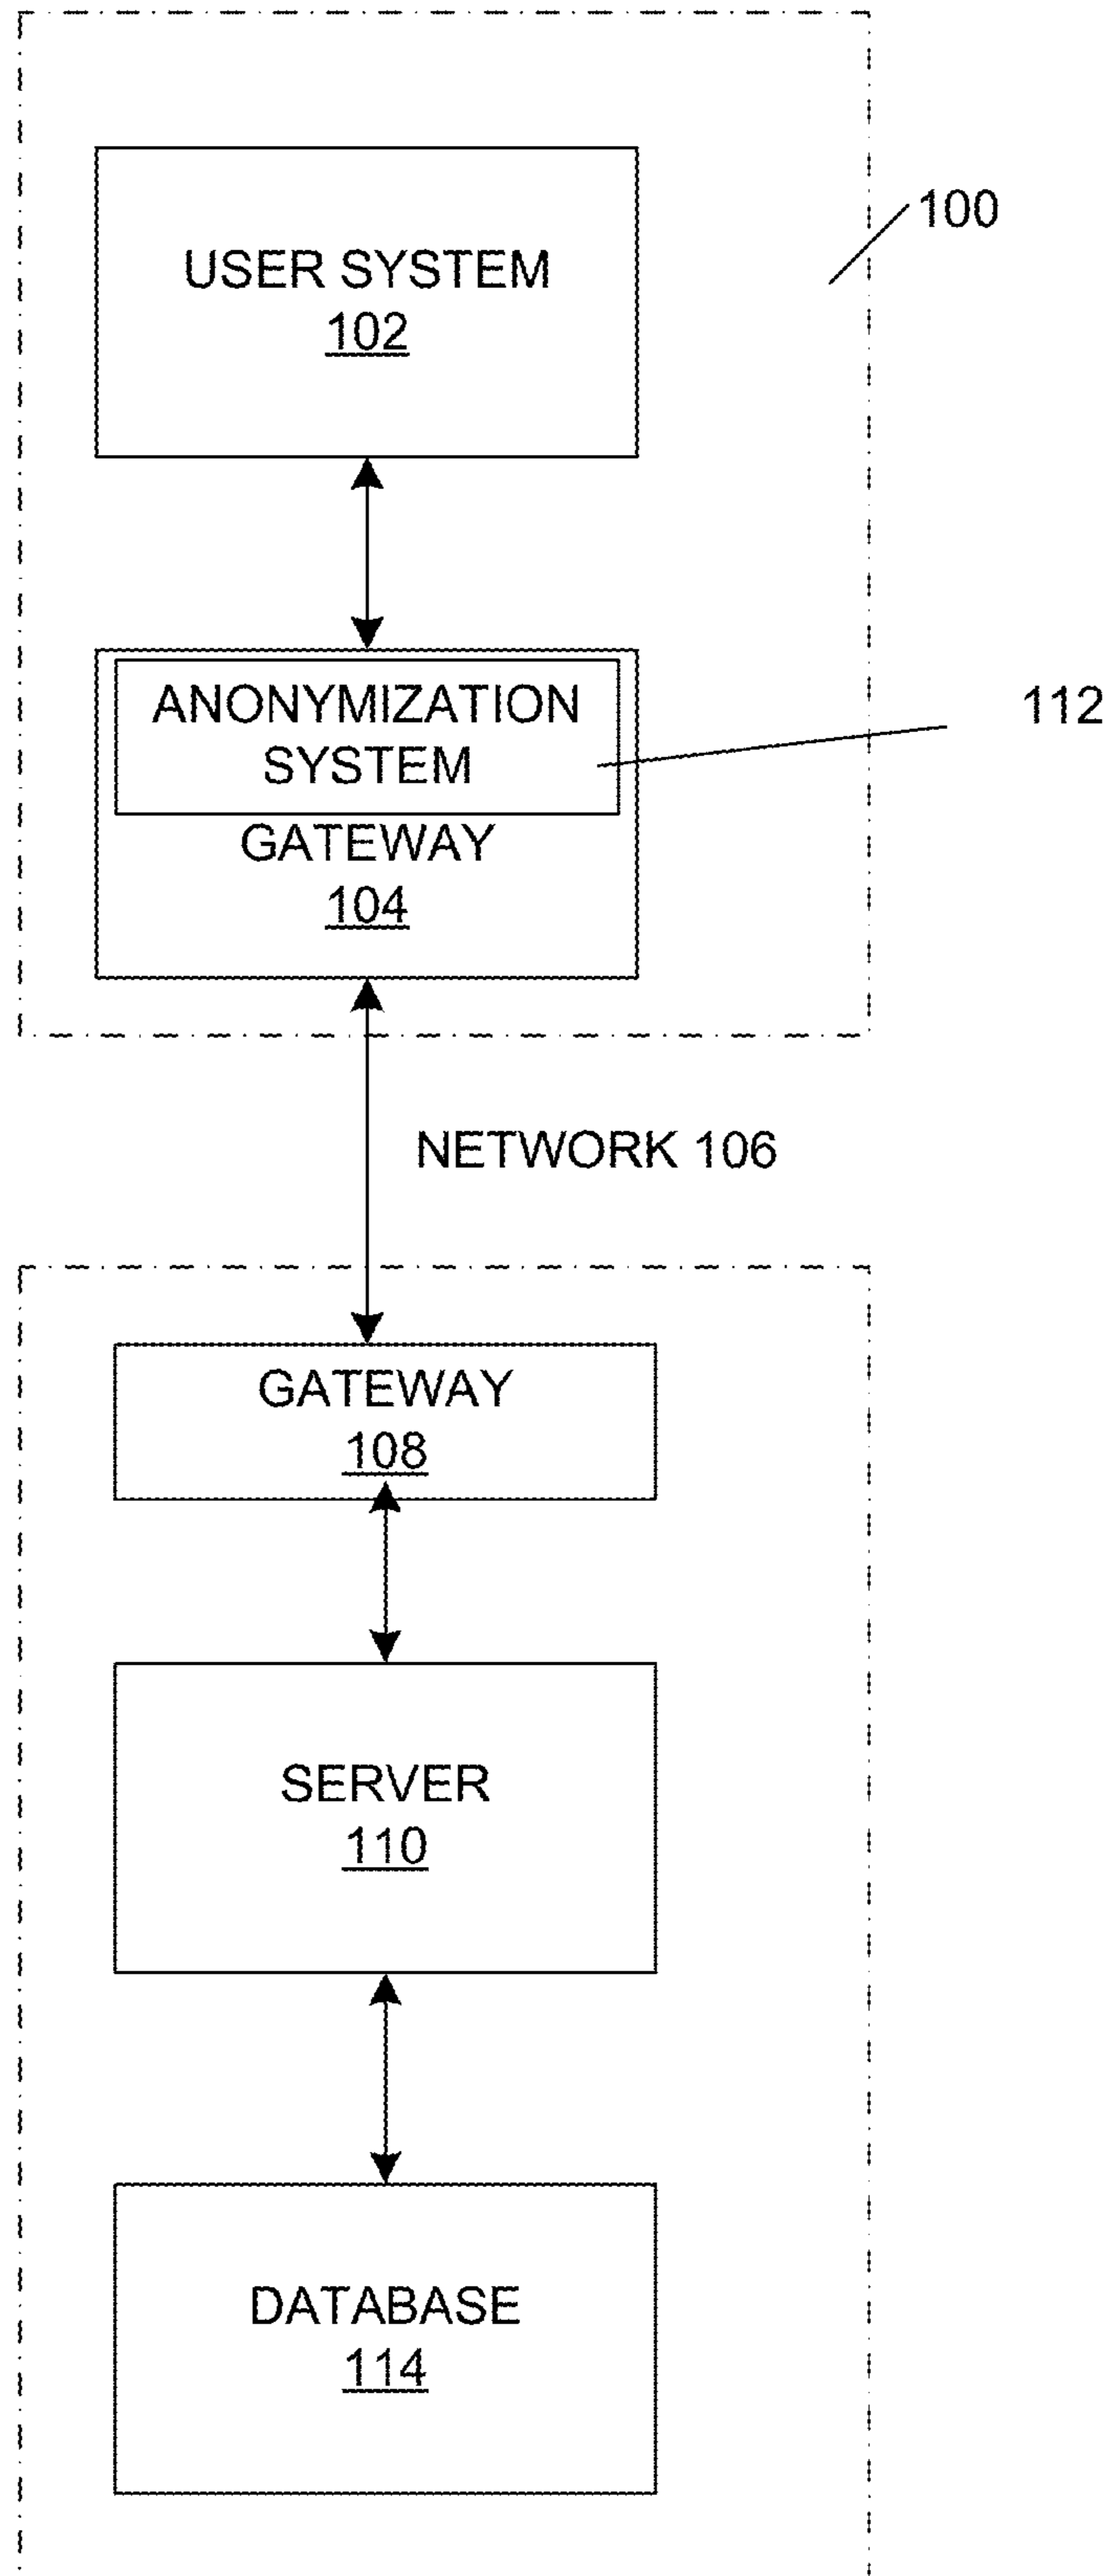 USER SYSTEM
102
100
ANONYMIZATION
SYSTEM
112
GATEWAY
104
NETWORK 106
GATEWAY
108
SERVER
110
DATABASE
114